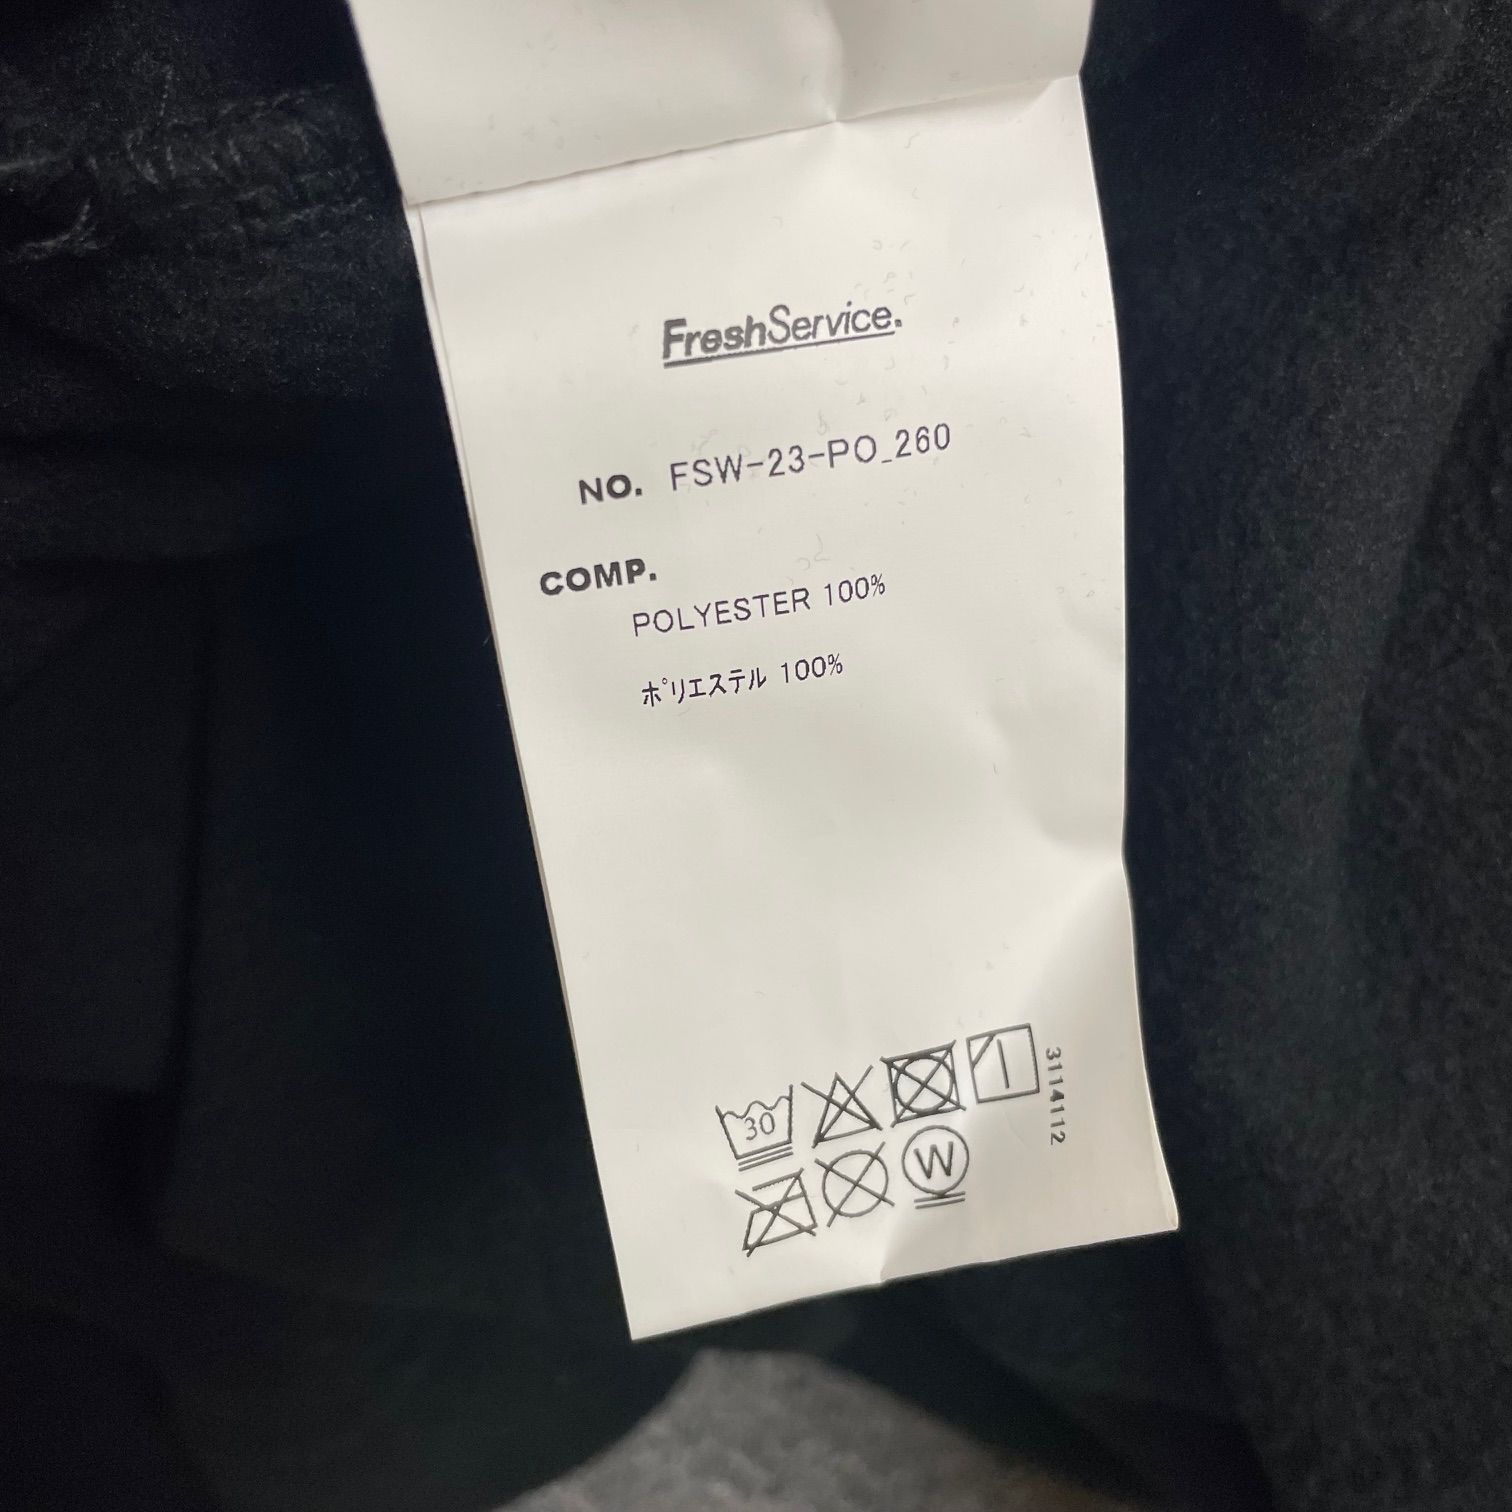 FreshService.
NO. FSW-23-PO_260
COMP.
POLYESTER 100%
ポリエステル 100%
30
W
3114112